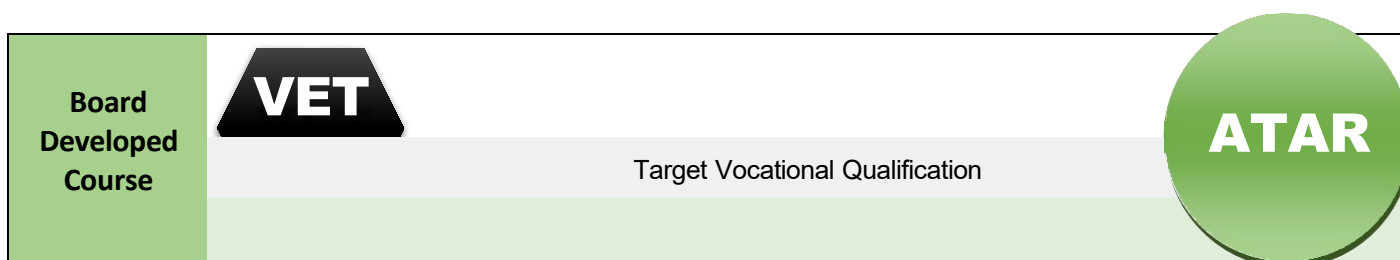 Board
Developed
Course
VET
Target Vocational Qualification
ATAR